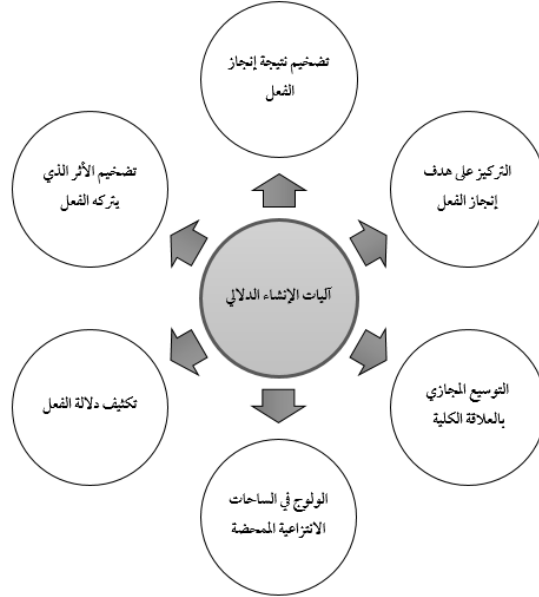 تضخيم نتيجة إنجاز
الفعل
التركيز على هدف
إنجاز الفعل
تضخيم الأثر الذي
يتركه الفعل
آليات الإنشاء الدلالي
التوسيع المجازي
بالعلاقة الكلية
تكثيف دلالة الفعل
الولوج في الساحات
الانتزاعية الممحضة